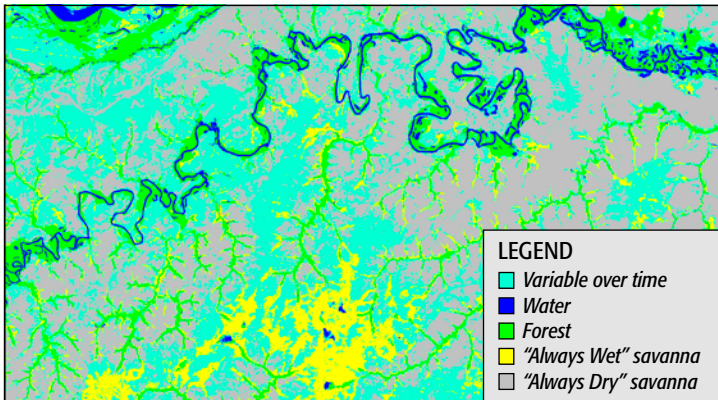 LEGEND
Variable over time
Water
Forest
“Always Wet” savanna
“Always Dry” savanna